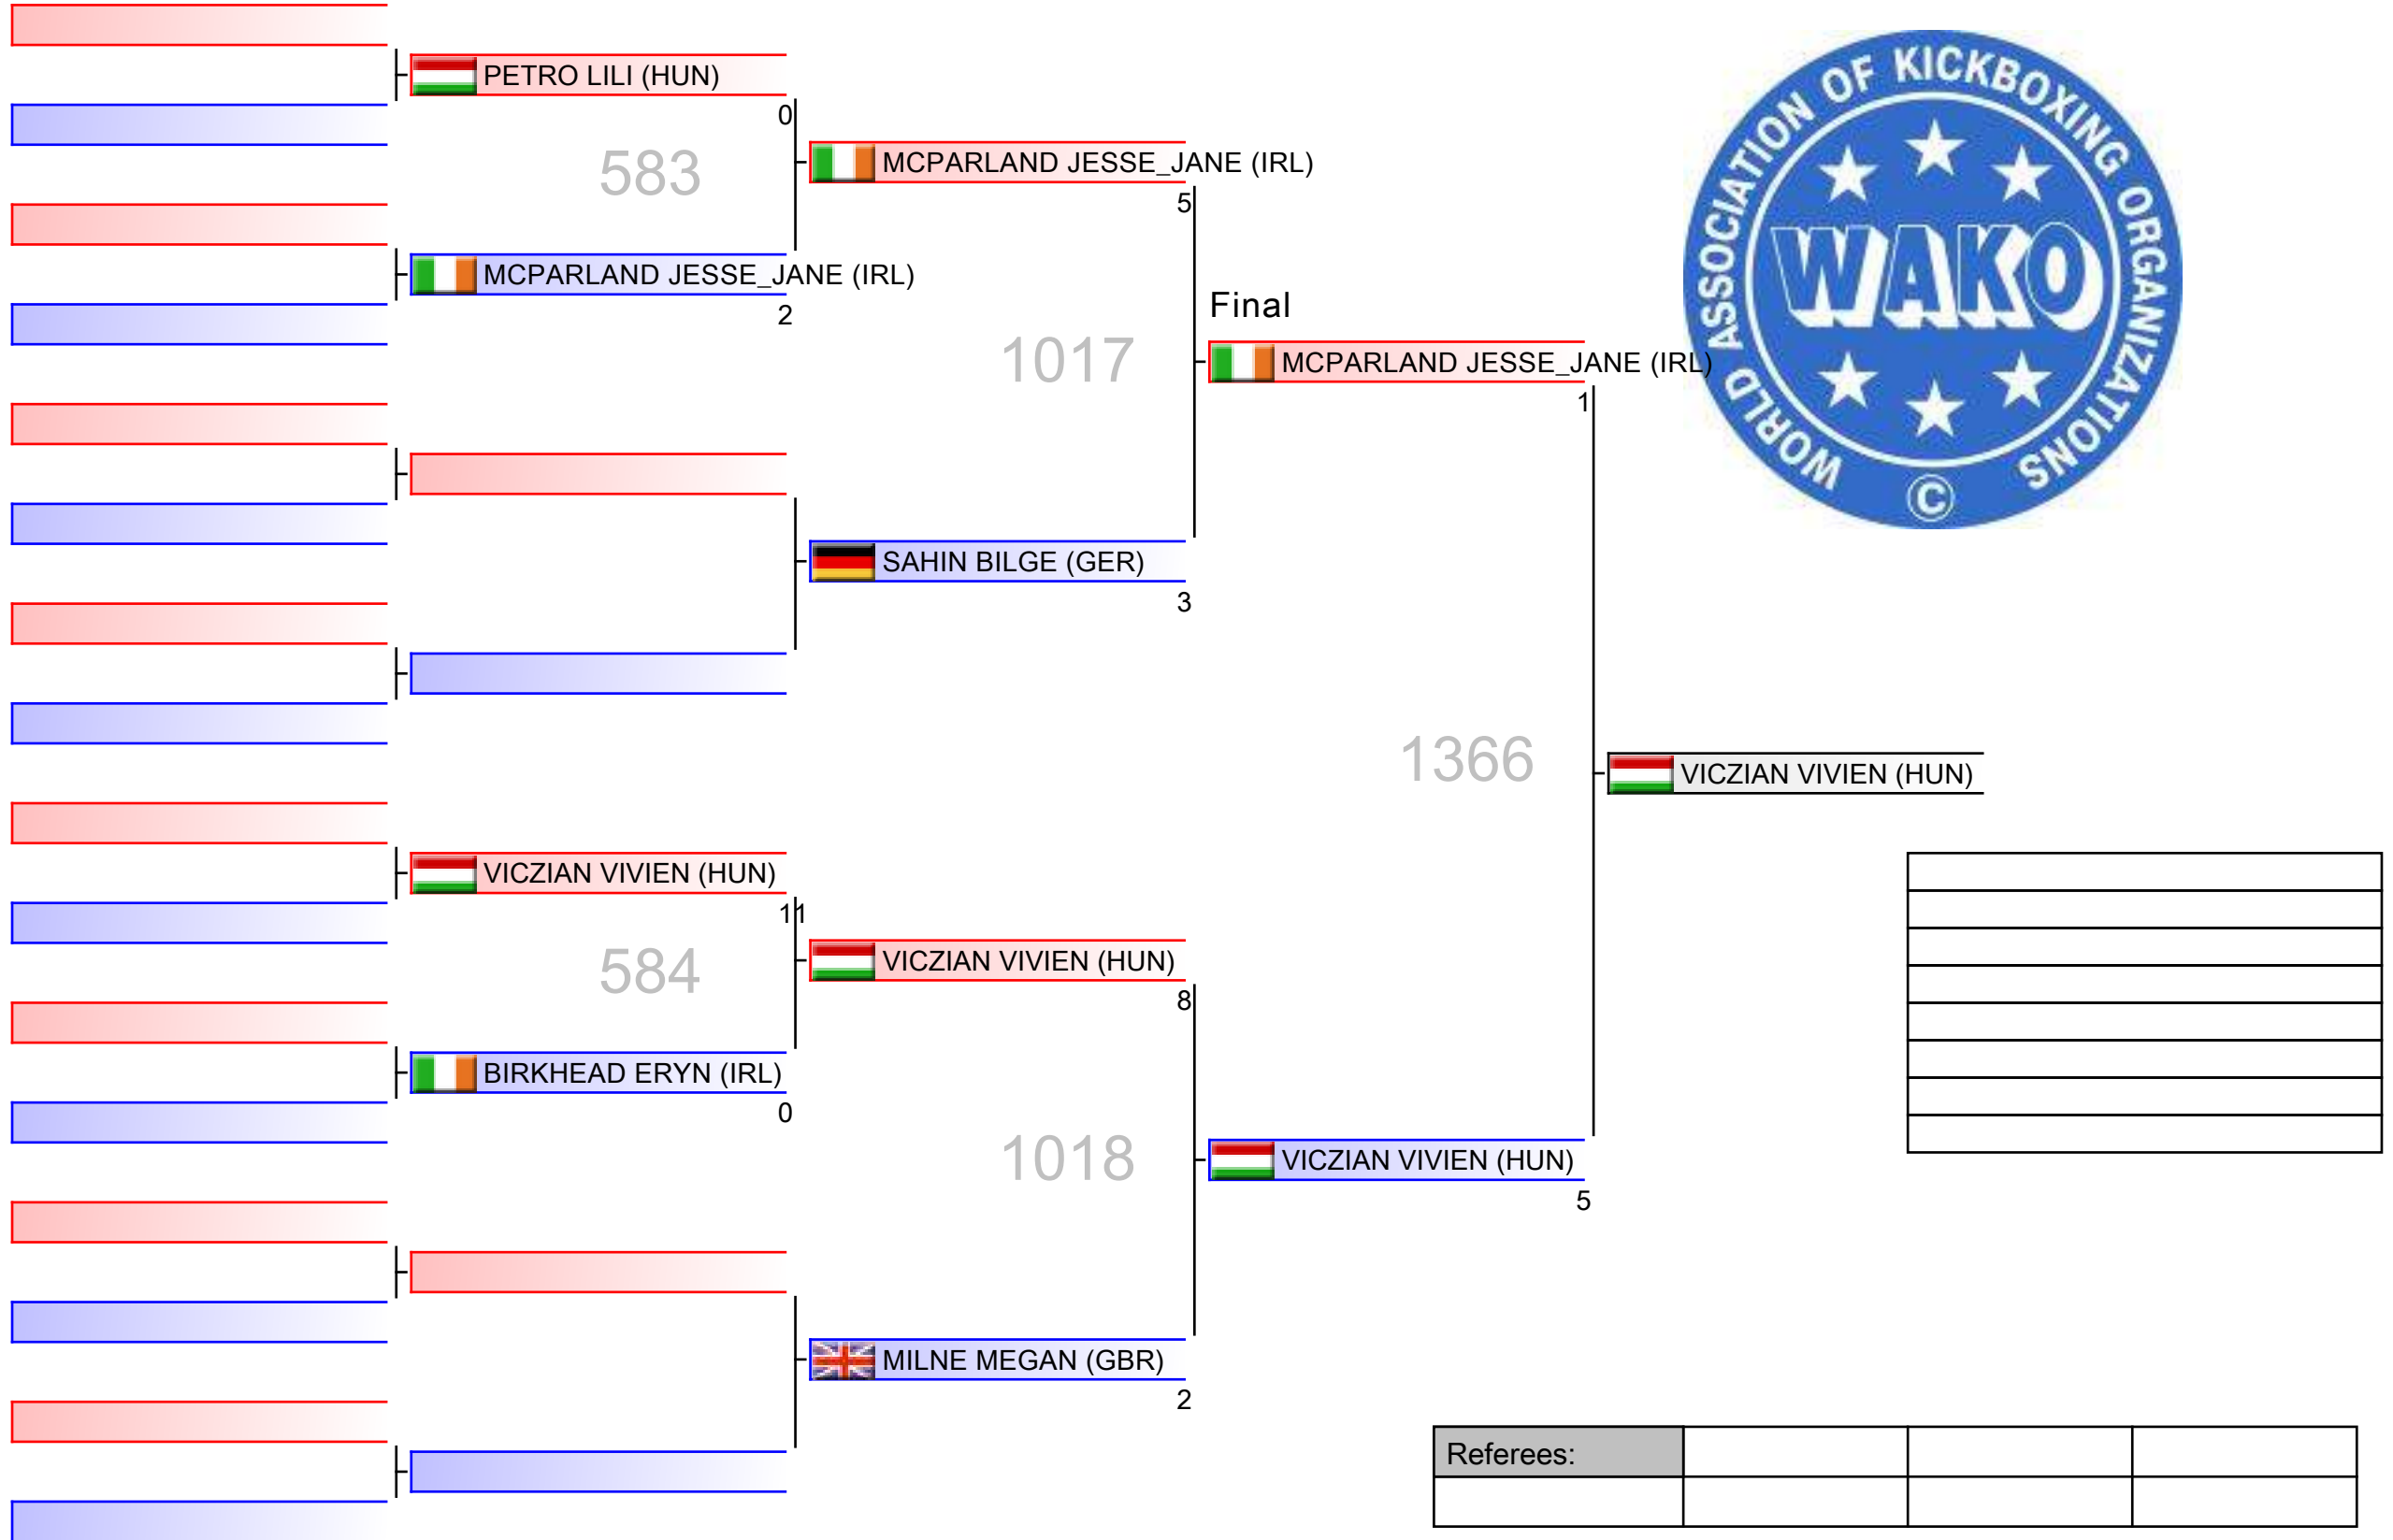 PETRO LILI (HUN)
0
583
MCPARLAND JESSE_JANE (IRL)
5
MCPARLAND JESSE_JANE (IRL)
2
1017
Final
MCPARLAND JESSE_JANE (IRL)
1
SAHIN BILGE (GER)
3
1366
VICZIAN VIVIEN (HUN)
VICZIAN VIVIEN (HUN)
11
584
VICZIAN VIVIEN (HUN)
8
BIRKHEAD ERYN (IRL)
0
1018
VICZIAN VIVIEN (HUN)
5
MILNE MEGAN (GBR)
2
WORLD ASSOCIATION OF KICKBOXING ORGANIZATIONS
WAKO
©
Referees: